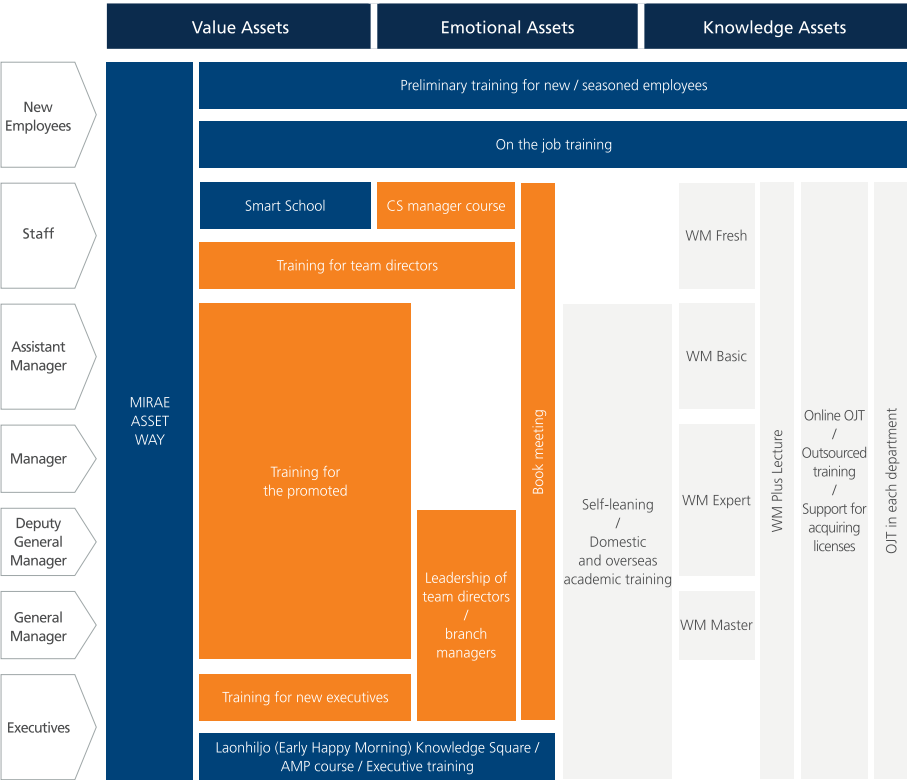 Value Assets
Emotional Assets
Knowledge Assets
New
Employees
Preliminary training for new / seasoned employees
On the job training
Staff
Smart School
CS manager course
WM Fresh
Training for team directors
Assistant
Manager
WM Basic
MIRAE
ASSET
WAY
Manager
Training for
the promoted
Book meeting
Self-leaning
/
Domestic
and overseas
academic training
WM Expert
WM Plus Lecture
Online OJT
/
Outsourced
training
/
Support for
acquiring
licenses
OJT in each department
Deputy
General
Manager
Leadership of
team directors
/
branch
managers
General
Manager
WM Master
Executives
Training for new executives
Laonhiljo (Early Happy Morning) Knowledge Square /
AMP course / Executive training